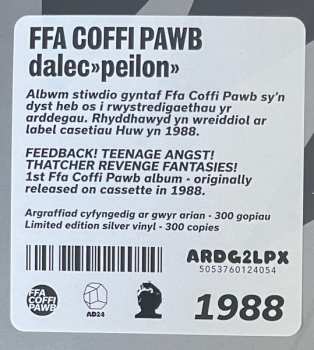 FFA COFFI PAWB
dalec»peilon»
Albwm stiwdio gyntaf Ffa Coffi Pawb sy'n
dyst heb os i rwystredigaethau yr
arddegau. Rhyddhawyd yn wreiddiol ar
label casetiau Huw yn 1988.
FEEDBACK! TEENAGE ANGST!
THATCHER REVENGE FANTASIES!
1st Ffa Coffi Pawb album - originally
released on cassette in 1988.
Argraffiad cyfyngedig ar gwyr arian - 300 gopiau
Limited edition silver vinyl - 300 copies
ARDG2LPX
5053760124054
FFA
COFFI
PAWB
AD24
1988